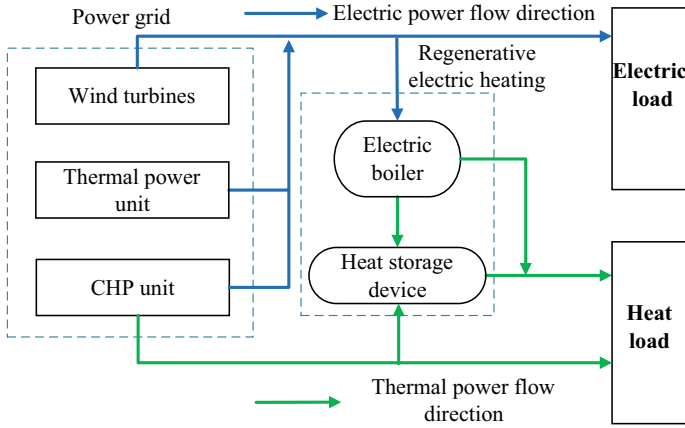 Power grid
Electric power flow direction
Wind turbines
Thermal power
unit
CHP unit
Regenerative
electric heating
Electric
boiler
Heat storage
device
Electric
load
Heat
load
Thermal power flow
direction